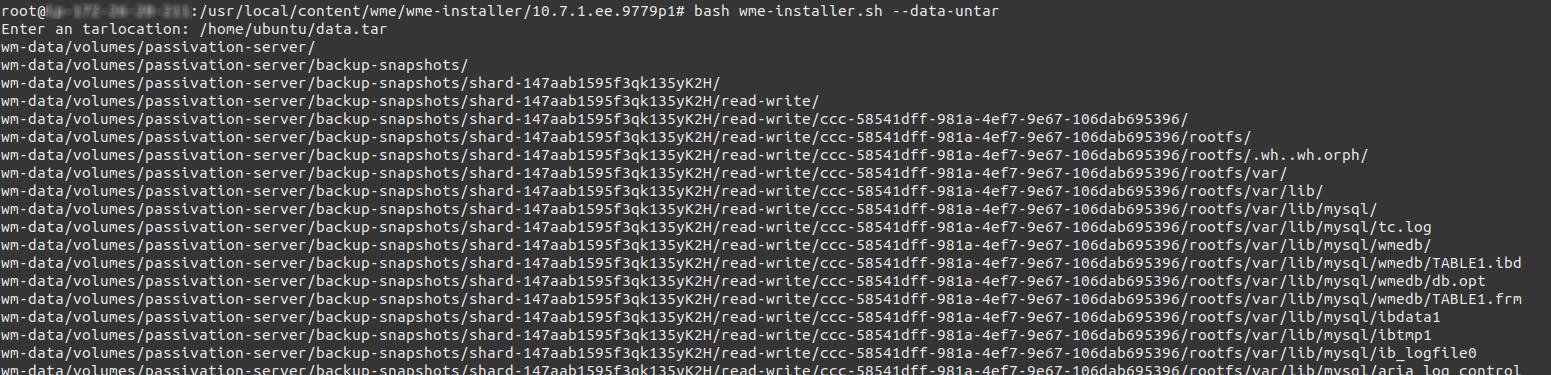 root@:/usr/local/content/wme/wme-installer/10.7.1.ee.9779p1# bash wme-installer.sh --data-untar
Enter an tarlocation: /home/ubuntu/data.tar
wm-data/volumes/passivation-server/
wm-data/volumes/passivation-server/backup-snapshots/
wm-data/volumes/passivation-server/backup-snapshots/shard-147aab1595f3qk135yK2H/
wm-data/volumes/passivation-server/backup-snapshots/shard-147aab1595f3qk135yK2H/read-write/
wm-data/volumes/passivation-server/backup-snapshots/shard-147aab1595f3qk135yK2H/read-write/ccc-58541dff-981a-4ef7-9e67-106dab695396/
wm-data/volumes/passivation-server/backup-snapshots/shard-147aab1595f3qk135yK2H/read-write/ccc-58541dff-981a-4ef7-9e67-106dab695396/rootfs/
wm-data/volumes/passivation-server/backup-snapshots/shard-147aab1595f3qk135yK2H/read-write/ccc-58541dff-981a-4ef7-9e67-106dab695396/rootfs/.wh..wh.orph/
wm-data/volumes/passivation-server/backup-snapshots/shard-147aab1595f3qk135yK2H/read-write/ccc-58541dff-981a-4ef7-9e67-106dab695396/rootfs/var/
wm-data/volumes/passivation-server/backup-snapshots/shard-147aab1595f3qk135yK2H/read-write/ccc-58541dff-981a-4ef7-9e67-106dab695396/rootfs/var/lib/
wm-data/volumes/passivation-server/backup-snapshots/shard-147aab1595f3qk135yK2H/read-write/ccc-58541dff-981a-4ef7-9e67-106dab695396/rootfs/var/lib/mysql/
wm-data/volumes/passivation-server/backup-snapshots/shard-147aab1595f3qk135yK2H/read-write/ccc-58541dff-981a-4ef7-9e67-106dab695396/rootfs/var/lib/mysql/tc.log
wm-data/volumes/passivation-server/backup-snapshots/shard-147aab1595f3qk135yK2H/read-write/ccc-58541dff-981a-4ef7-9e67-106dab695396/rootfs/var/lib/mysql/wmedb/
wm-data/volumes/passivation-server/backup-snapshots/shard-147aab1595f3qk135yK2H/read-write/ccc-58541dff-981a-4ef7-9e67-106dab695396/rootfs/var/lib/mysql/wmedb/TABLE1.ibd
wm-data/volumes/passivation-server/backup-snapshots/shard-147aab1595f3qk135yK2H/read-write/ccc-58541dff-981a-4ef7-9e67-106dab695396/rootfs/var/lib/mysql/wmedb/db.opt
wm-data/volumes/passivation-server/backup-snapshots/shard-147aab1595f3qk135yK2H/read-write/ccc-58541dff-981a-4ef7-9e67-106dab695396/rootfs/var/lib/mysql/wmedb/TABLE1.frm
wm-data/volumes/passivation-server/backup-snapshots/shard-147aab1595f3qk135yK2H/read-write/ccc-58541dff-981a-4ef7-9e67-106dab695396/rootfs/var/lib/mysql/ibdata1
wm-data/volumes/passivation-server/backup-snapshots/shard-147aab1595f3qk135yK2H/read-write/ccc-58541dff-981a-4ef7-9e67-106dab695396/rootfs/var/lib/mysql/ibtmp1
wm-data/volumes/passivation-server/backup-snapshots/shard-147aab1595f3qk135yK2H/read-write/ccc-58541dff-981a-4ef7-9e67-106dab695396/rootfs/var/lib/mysql/ib_logfile0
wm-data/volumes/passivation-server/backup-snapshots/shard-147aab1595f3qk135yK2H/read-write/ccc-58541dff-981a-4ef7-9e67-106dab695396/rootfs/var/lib/mysql/aria_log_control